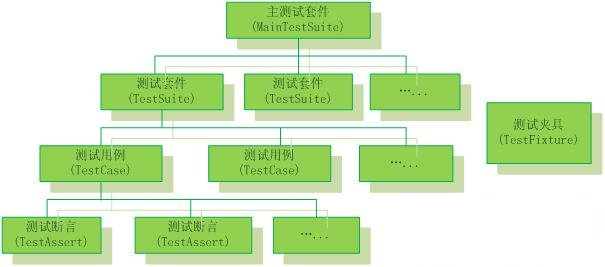 主测试套件
(MainTestSuite)
测试套件
(TestSuite)
测试套件
(TestSuite)
…...
测试夹具
(TestFixture)
测试用例
(TestCase)
测试用例
(TestCase)
…...
测试断言
(TestAssert)
测试断言
(TestAssert)
…...